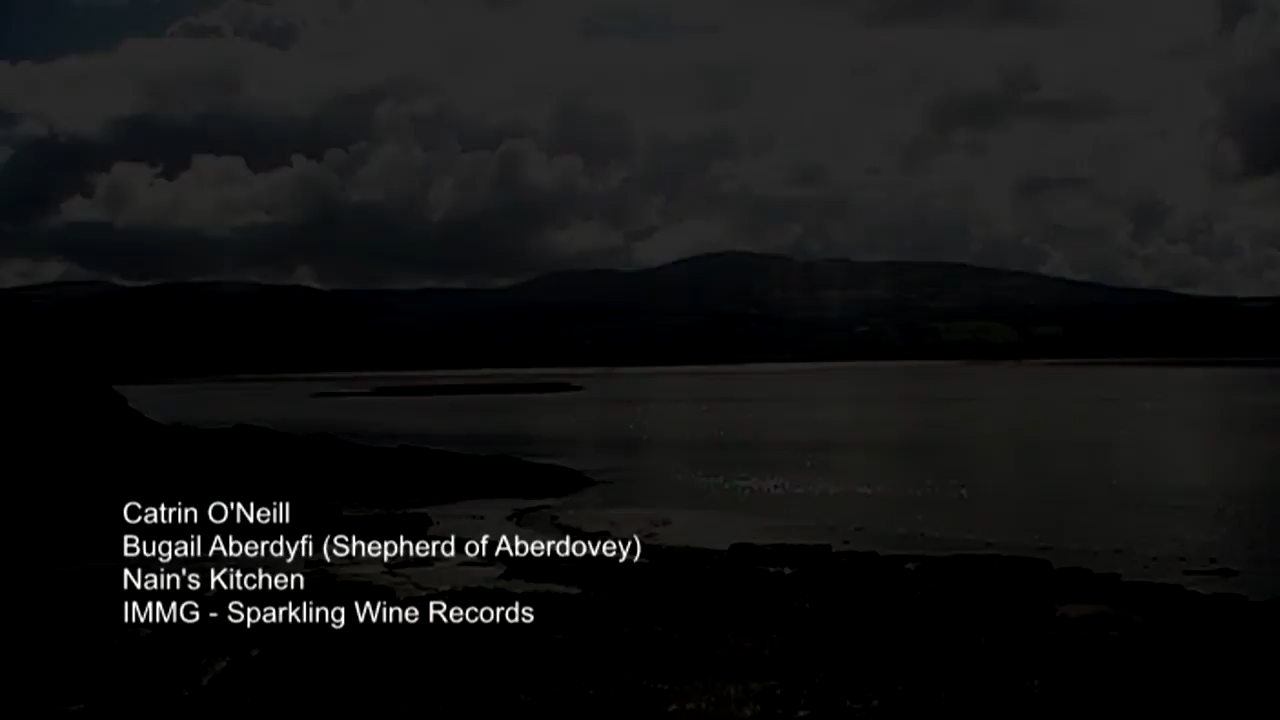 Catrin O'Neill
Bugail Aberdyfi (Shepherd of Aberdovey)
Nain's Kitchen
IMMG - Sparkling Wine Records